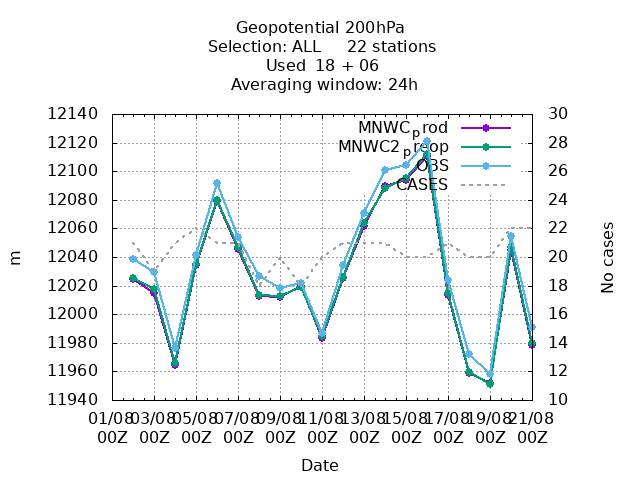 Geopotential 200hPa
Selection: ALL     22 stations
Used  18 + 06
Averaging window: 24h
12140 30
12120 28
12100 26
12080 24
12060 22
12040 20
12020 18
12000 16
11980 14
11960 12
11940 10
MNWC_prod
MNWC2_preop
OBS
CASES
m
No cases
01/08 03/08 05/08 07/08 09/08 11/08 13/08 15/08 17/08 19/08 21/08
00Z 00Z 00Z 00Z 00Z 00Z 00Z 00Z 00Z 00Z 00Z
Date